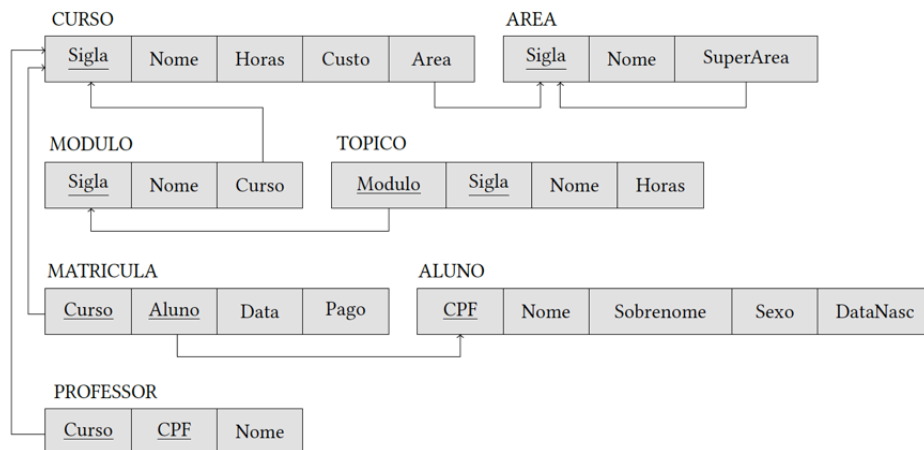 CURSO AREA
Sigla Nome Horas Custo Area Sigla Nome SuperArea
MODULO TOPICO
Sigla Nome Curso Modulo Sigla Nome Horas
MATRICULA ALUNO
Curso Aluno Data Pago CPF Nome Sobrenome Sexo DataNasc
PROFESSOR
Curso CPF Nome